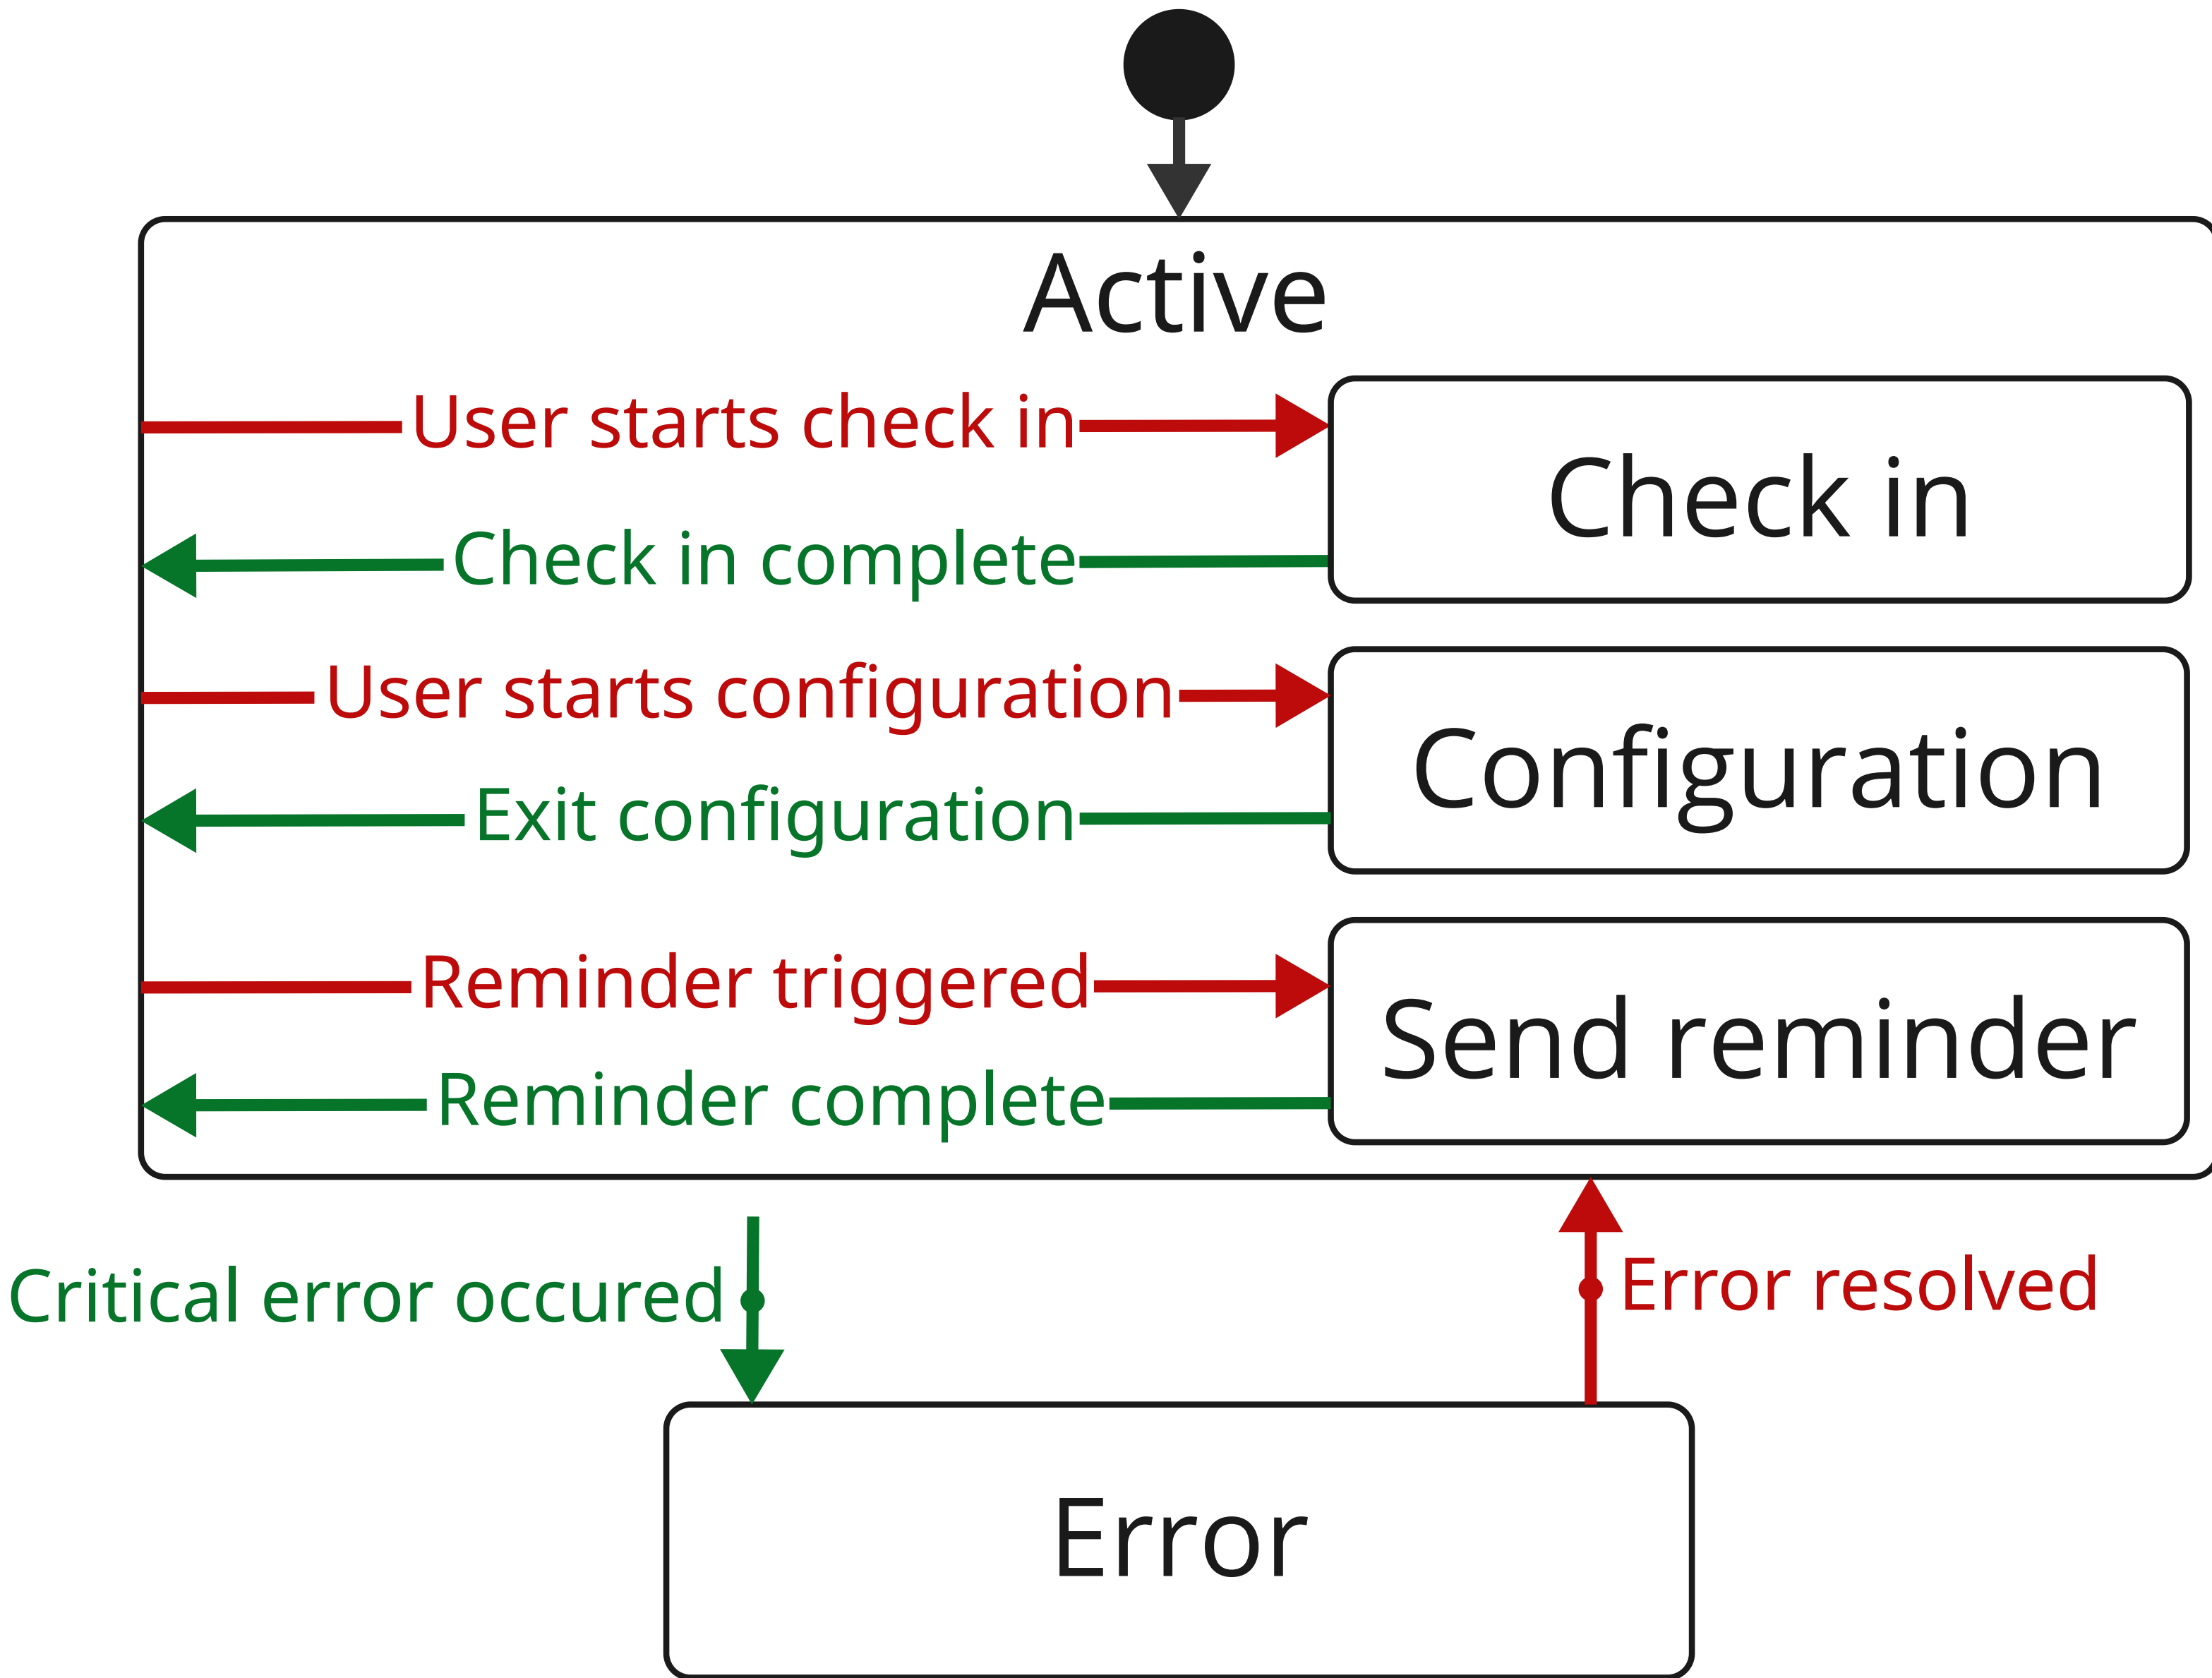 Active
User starts check in
Check in
Check in complete
User starts configuration
Configuration
Exit configuration
Reminder triggered
Send reminder
Reminder complete
Critical error occured
Error resolved
Error